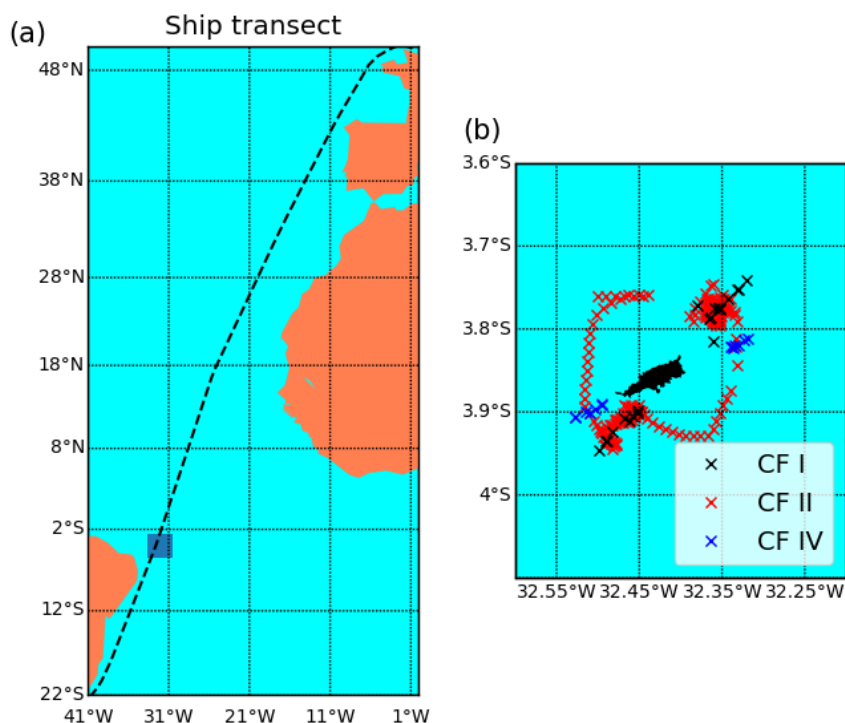 (a)
Ship transect
48°N
38°N
28°N
18°N
8°N
2°S
12°S
22°S
41°W 31°W 21°W 11°W 1°W
(b)
3.6°S
3.7°S
3.8°S
3.9°S
4°S
CF I
CF II
CF IV
32.55°W 32.45°W 32.35°W 32.25°W